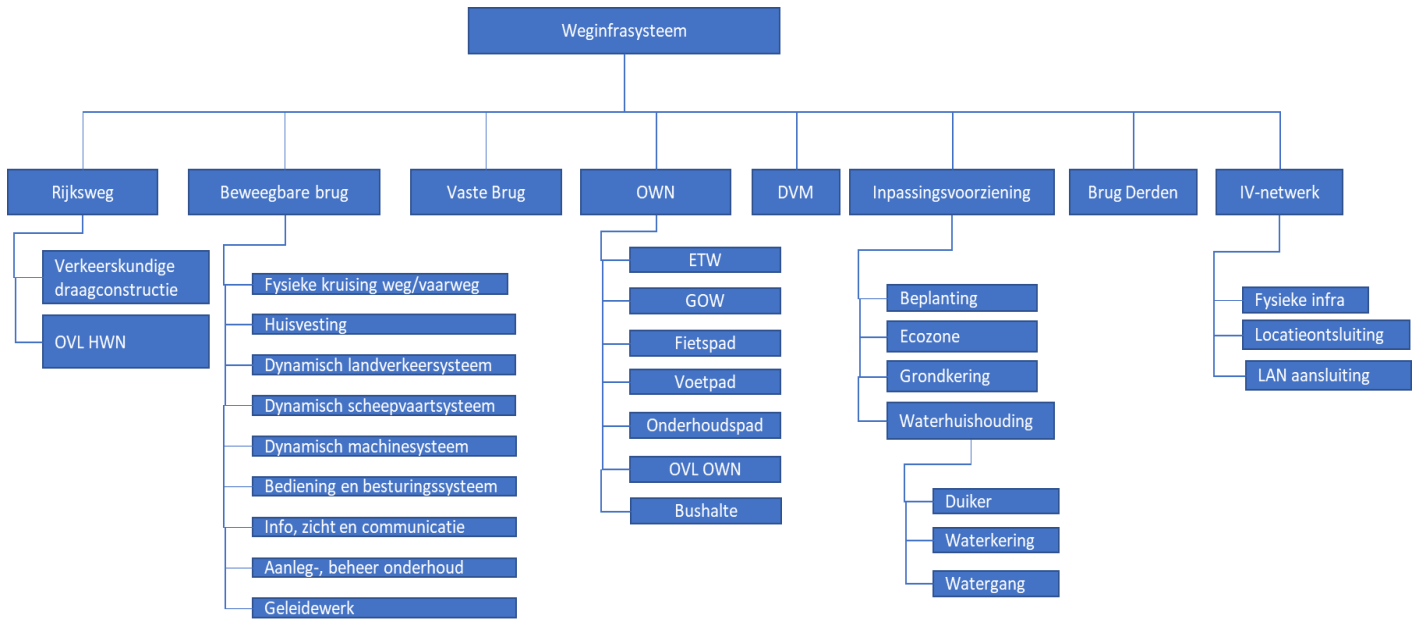 Weginfrasysteem
Rijksweg
Beweegbare brug
Vaste Brug
OWN
DVM
Inpassingsvoorziening
Brug Derden
IV-netwerk
Verkeerskundige
draagconstructie
OVL HWN
Fysieke kruising weg/vaarweg
Huisvesting
Dynamisch landverkeersysteem
Dynamisch scheepvaartsysteem
Dynamisch machinesysteem
Bediening en besturingssysteem
Info, zicht en communicatie
Aanleg-, beheer onderhoud
Geleidewerk
ETW
GOW
Fietspad
Voetpad
Onderhoudspad
OVL OWN
Bushalte
Beplanting
Ecozone
Grondkering
Waterhuishouding
Duiker
Waterkering
Watergang
Fysieke infra
Locatieontsluiting
LAN aansluiting